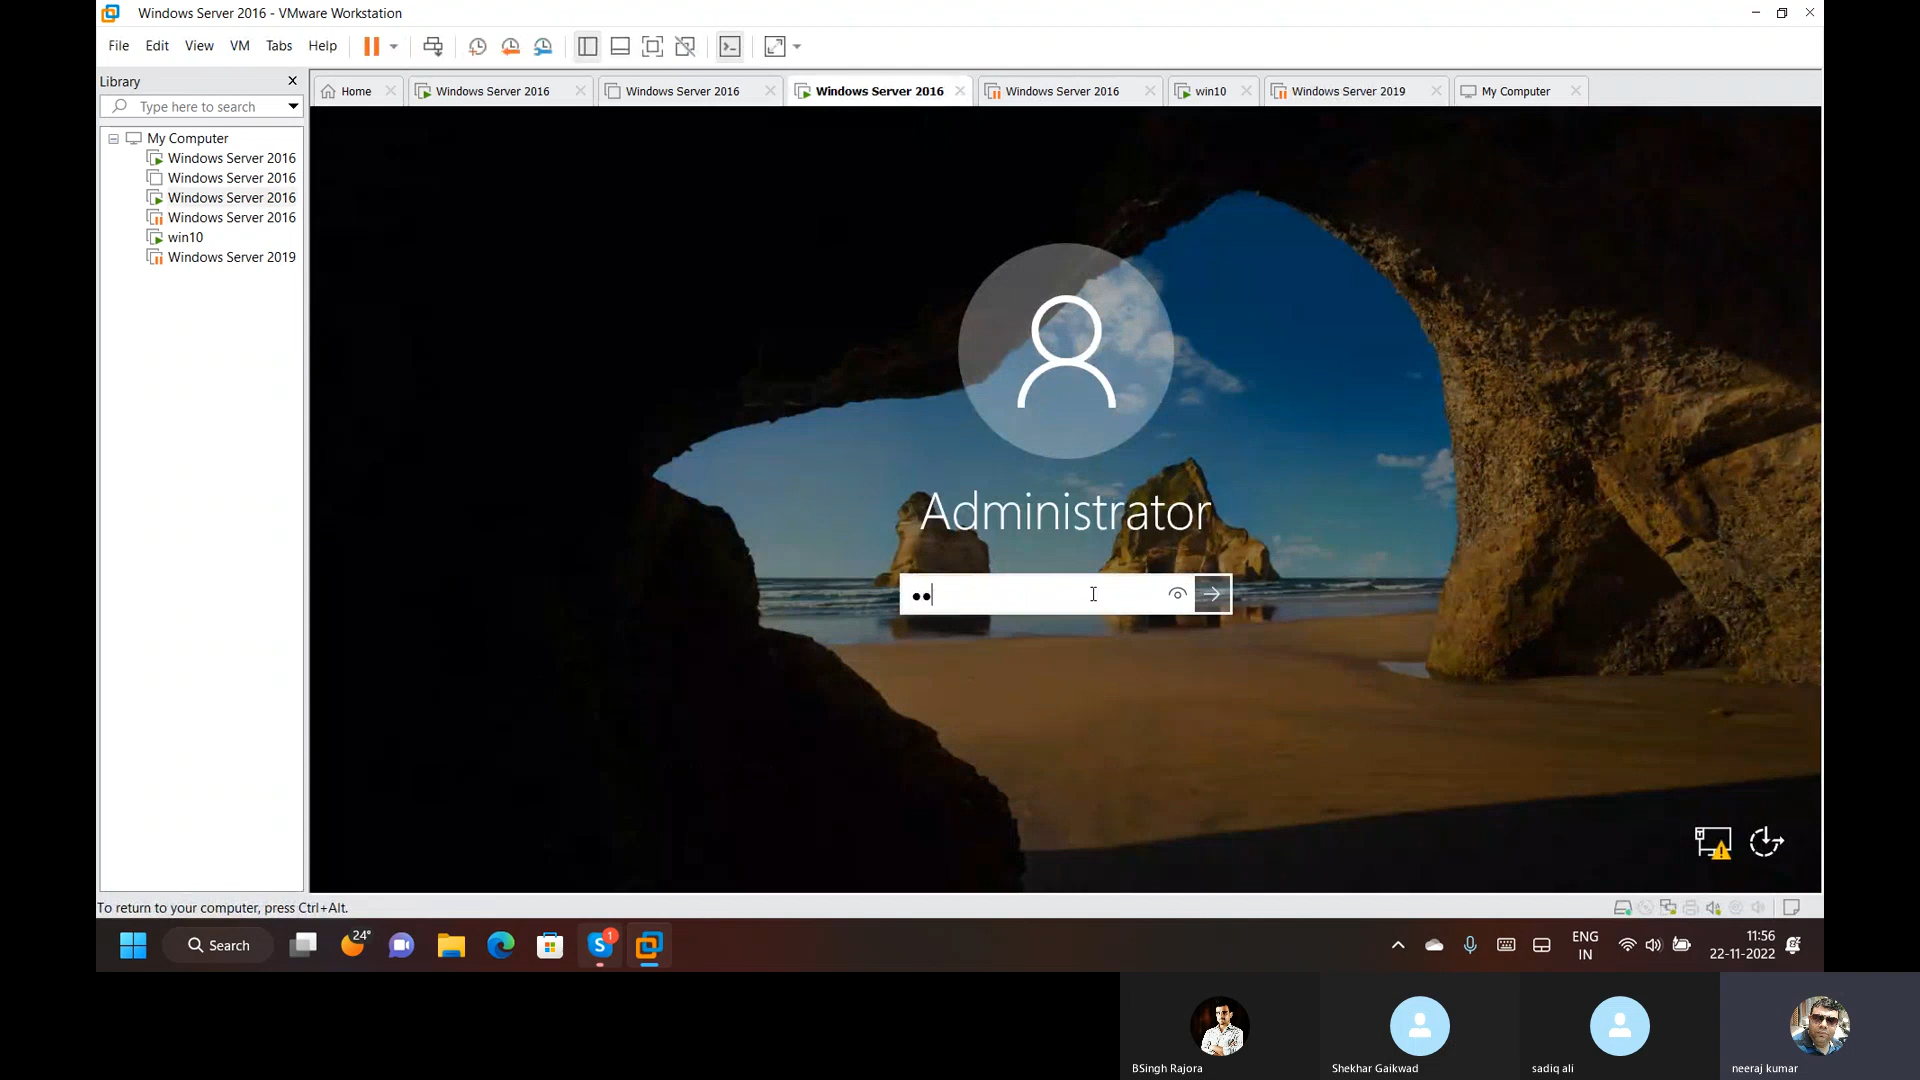 Windows Server 2016 - VMware Workstation
File Edit View VM Tabs Help
Library
Type here to search
My Computer
Windows Server 2016
Windows Server 2016
Windows Server 2016
Windows Server 2016
win10
Windows Server 2019
Home
Windows Server 2016
Windows Server 2016
Windows Server 2016
Windows Server 2016
win10
Windows Server 2019
My Computer
Administrator
To return to your computer, press Ctrl+Alt.
Search
24°
1
ENG
IN
11:56
22-11-2022
BSingh Rajora
Shekhar Gaikwad
sadiq ali
neeraj kumar